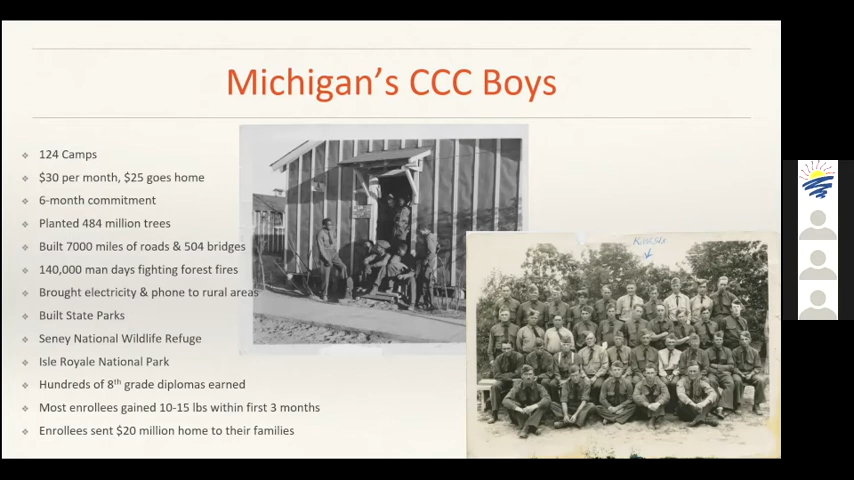 Michigan's CCC Boys
124 Camps
$30 per month, $25 goes home
6-month commitment
Planted 484 million trees
Built 7000 miles of roads & 504 bridges
140,000 man days fighting forest fires
Brought electricity & phone to rural areas
Built State Parks
Seney National Wildlife Refuge
Isle Royale National Park
Hundreds of 8th grade diplomas earned
Most enrollees gained 10-15 lbs within first 3 months
Enrollees sent $20 million home to their families